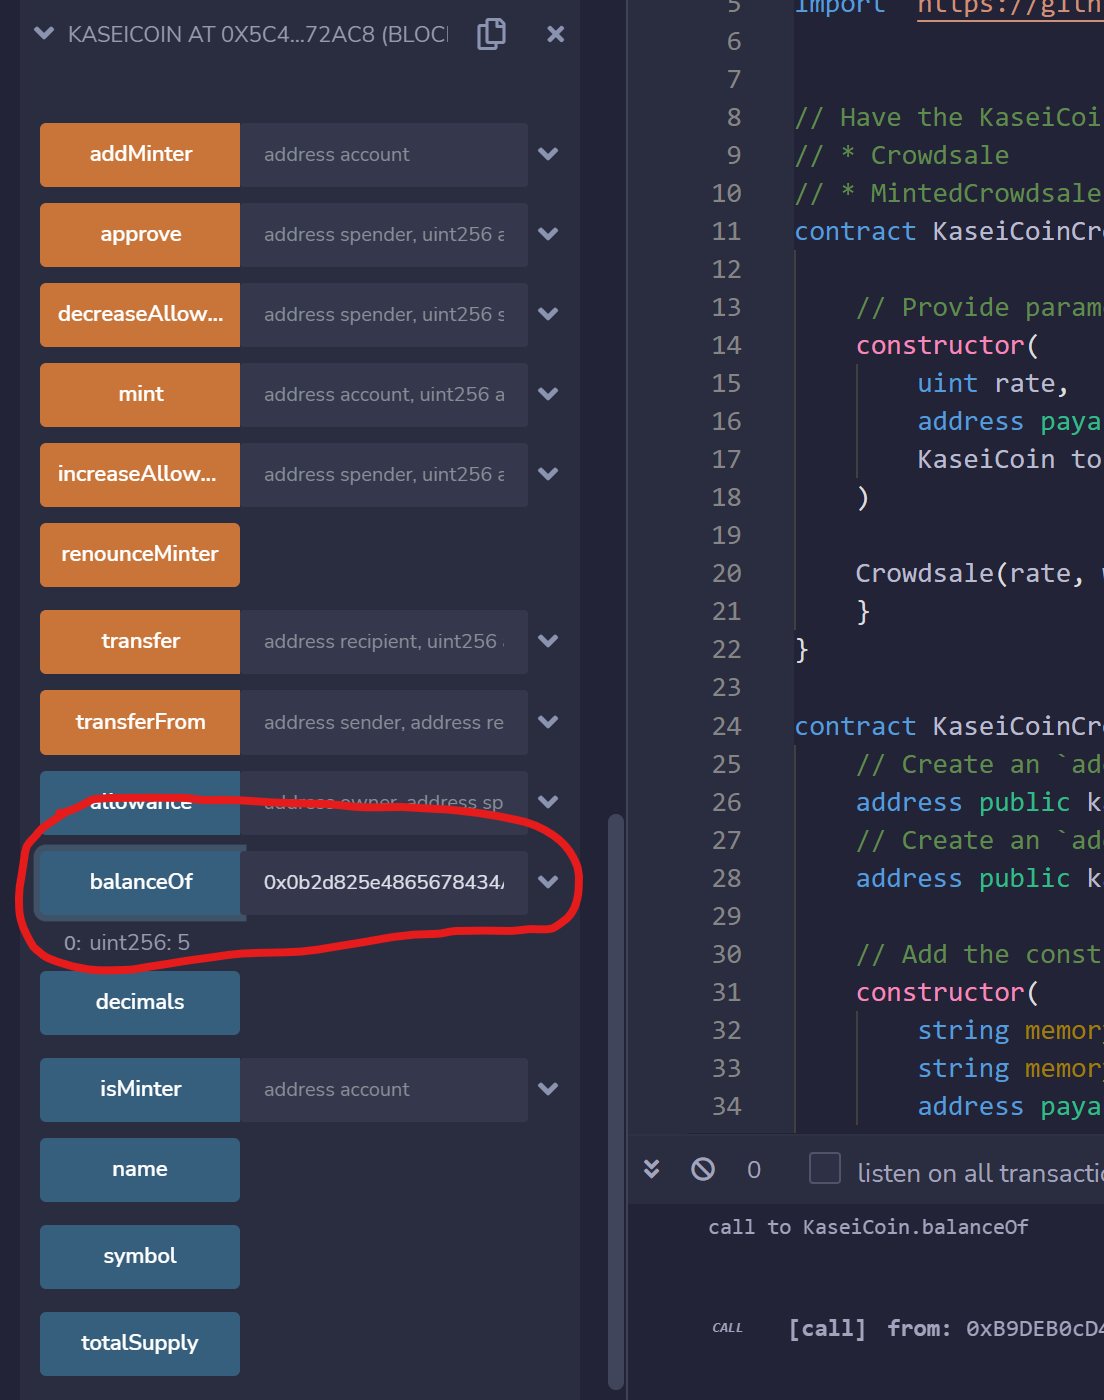 KASEICOIN AT 0X5C4...72AC8 (BLOC
addMinter address account
approve address spender, uint256 a
decreaseAllow... address spender, uint256 s
mint address account, uint256 a
increaseAllow... address spender, uint256 a
renounceMinter
transfer address recipient, uint256
transferFrom address sender, address re
allowance address owner, address sp
balanceOf 0x0b2d825e4865678434
0: uint256: 5
decimals
isMinter address account
name
symbol
totalSupply
5 import
6
7
8 // Have the KaseiCoi
9 // * Crowdsale
10 // * MintedCrowdsale
11 contract KaseiCoinCr
12
13 // Provide param
14 constructor(
15 uint rate,
16 address paya
17 KaseiCoin to
18 )
19
20 Crowdsale(rate,
21 }
22 }
23
24 contract KaseiCoinCr
25 // Create an `ad
26 address public k
27 // Create an `ad
28 address public k
29
30 // Add the const
31 constructor(
32 string memor
33 string memor
34 address paya
0 listen on all transactio
call to KaseiCoin.balanceOf
CALL [call] from: 0xB9DEB0cD4